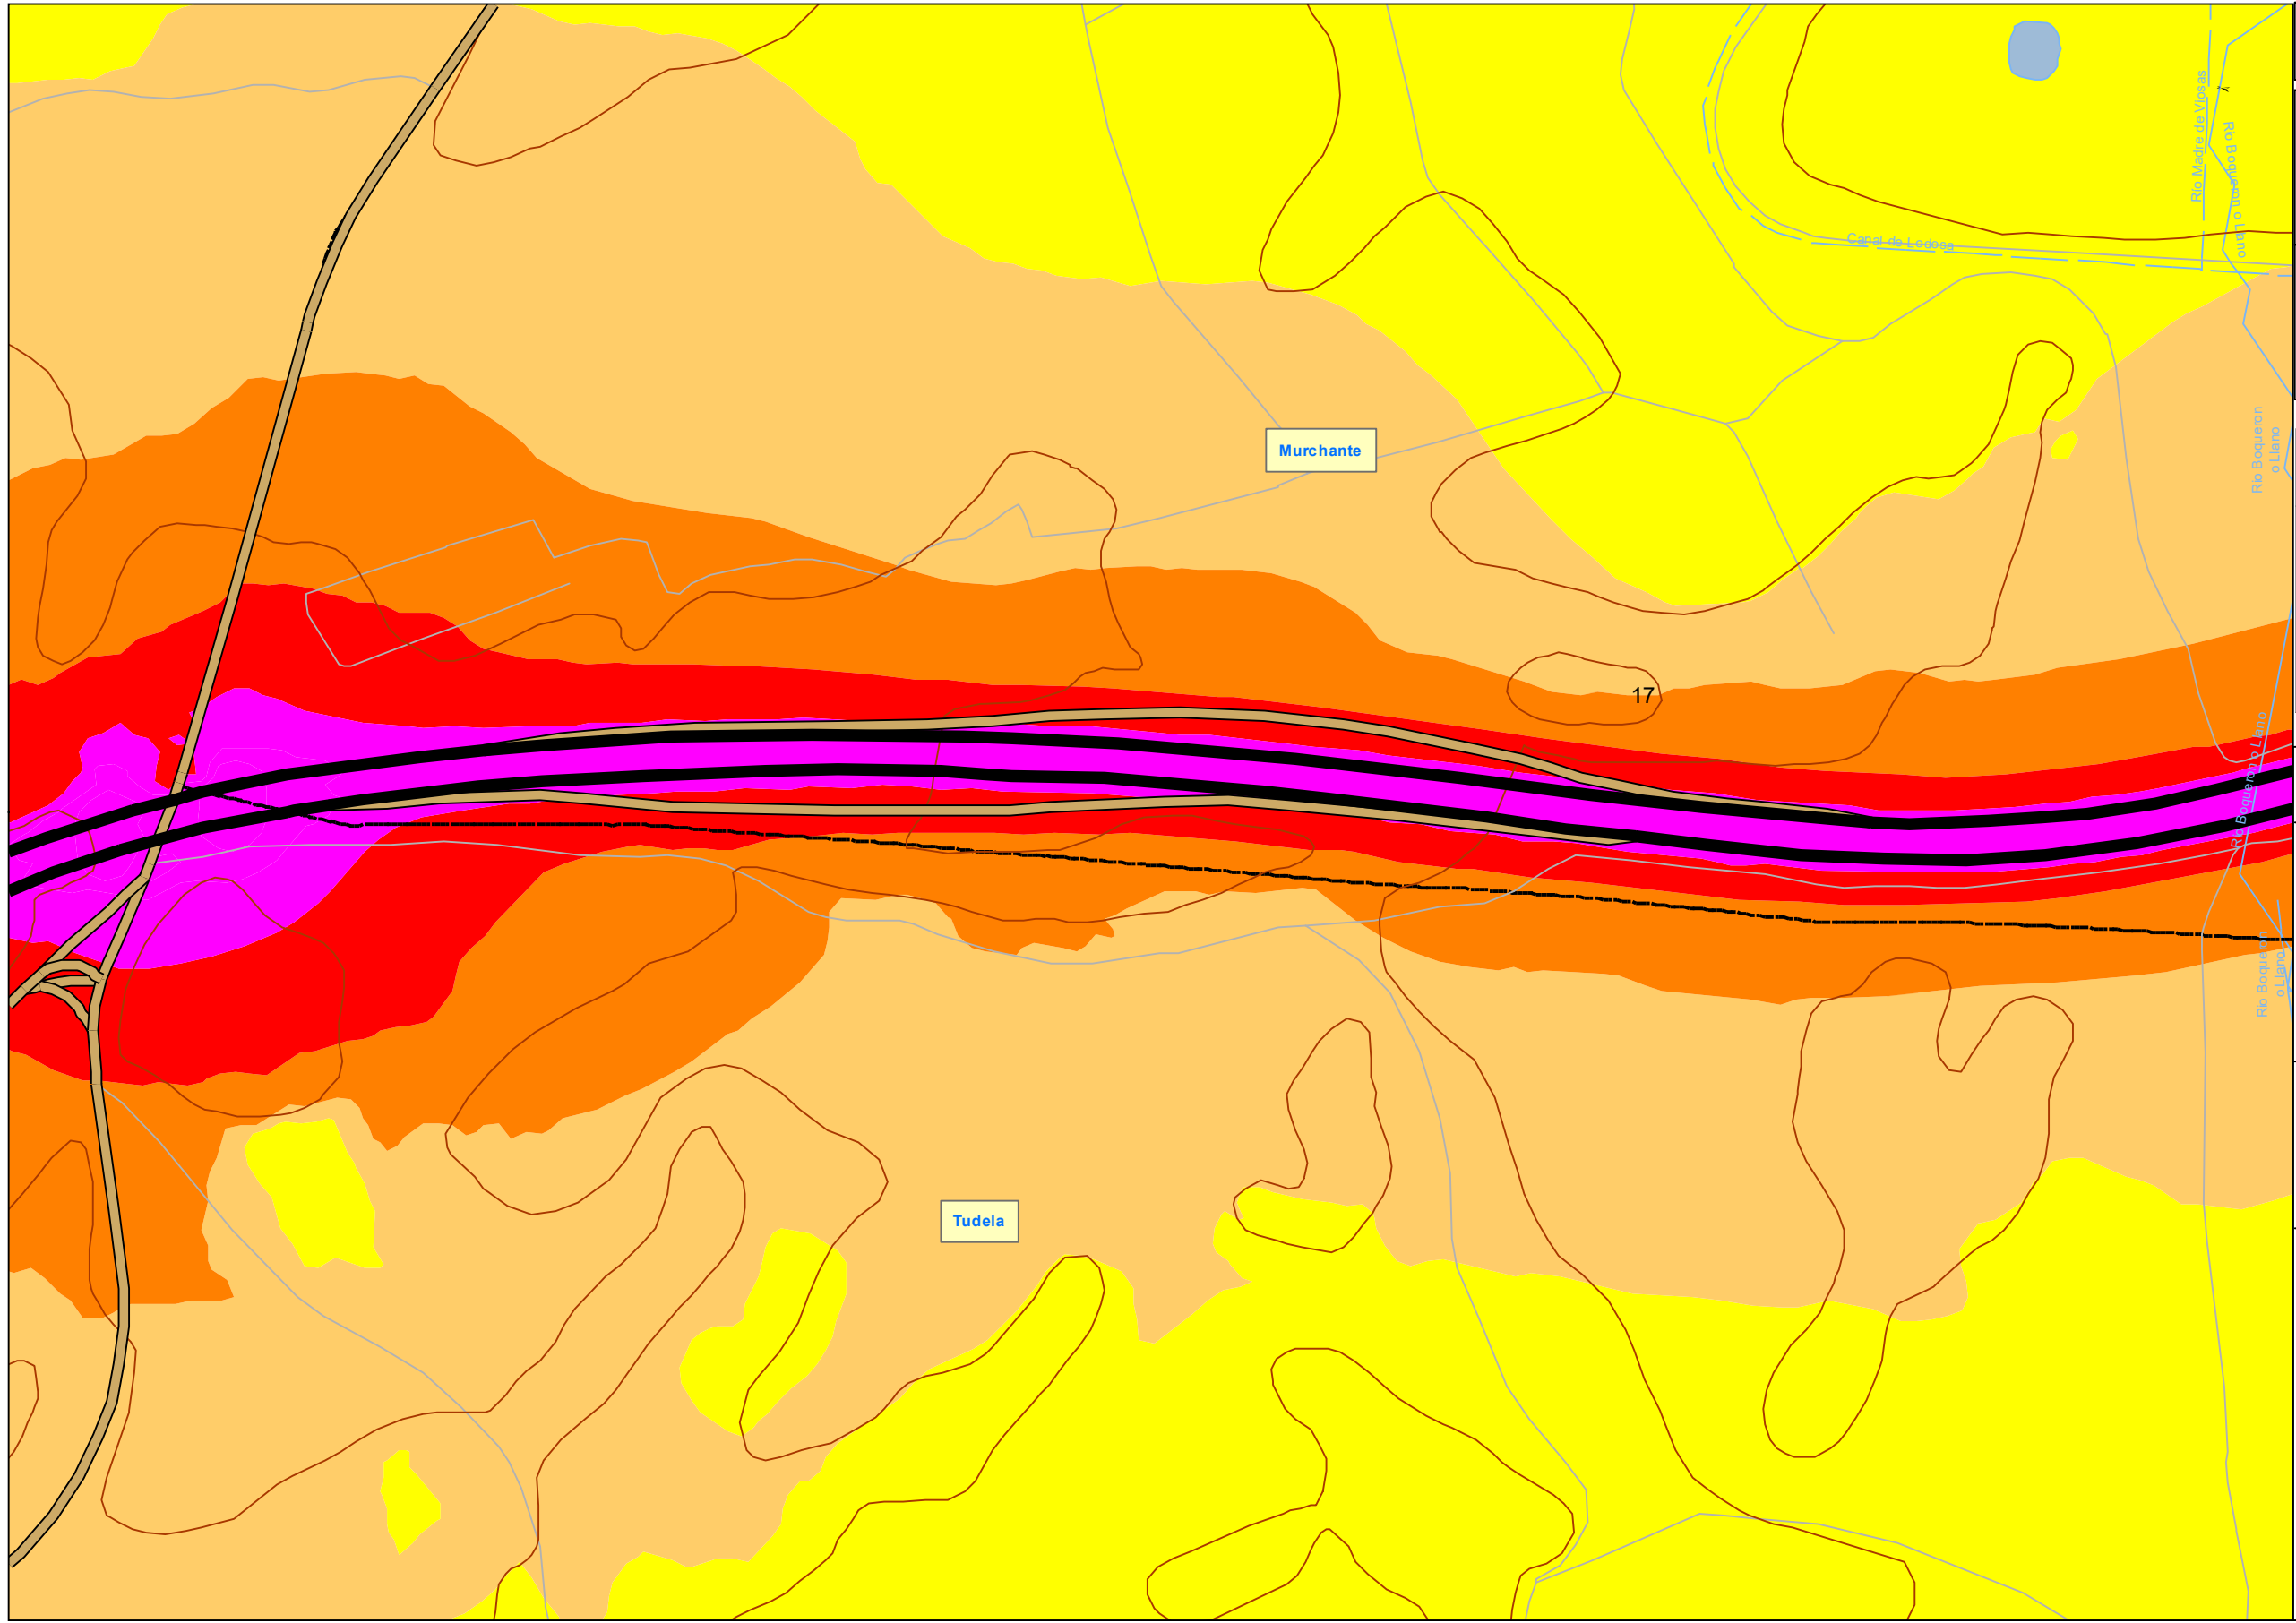 Río Madre de Viosas
Río Boqueron o Llano
Canal de Lodosa
Murchante
Río Boqueron
o Llano
17
Río Boqueron o Llano
Río Boqueron
o Llano
Tudela